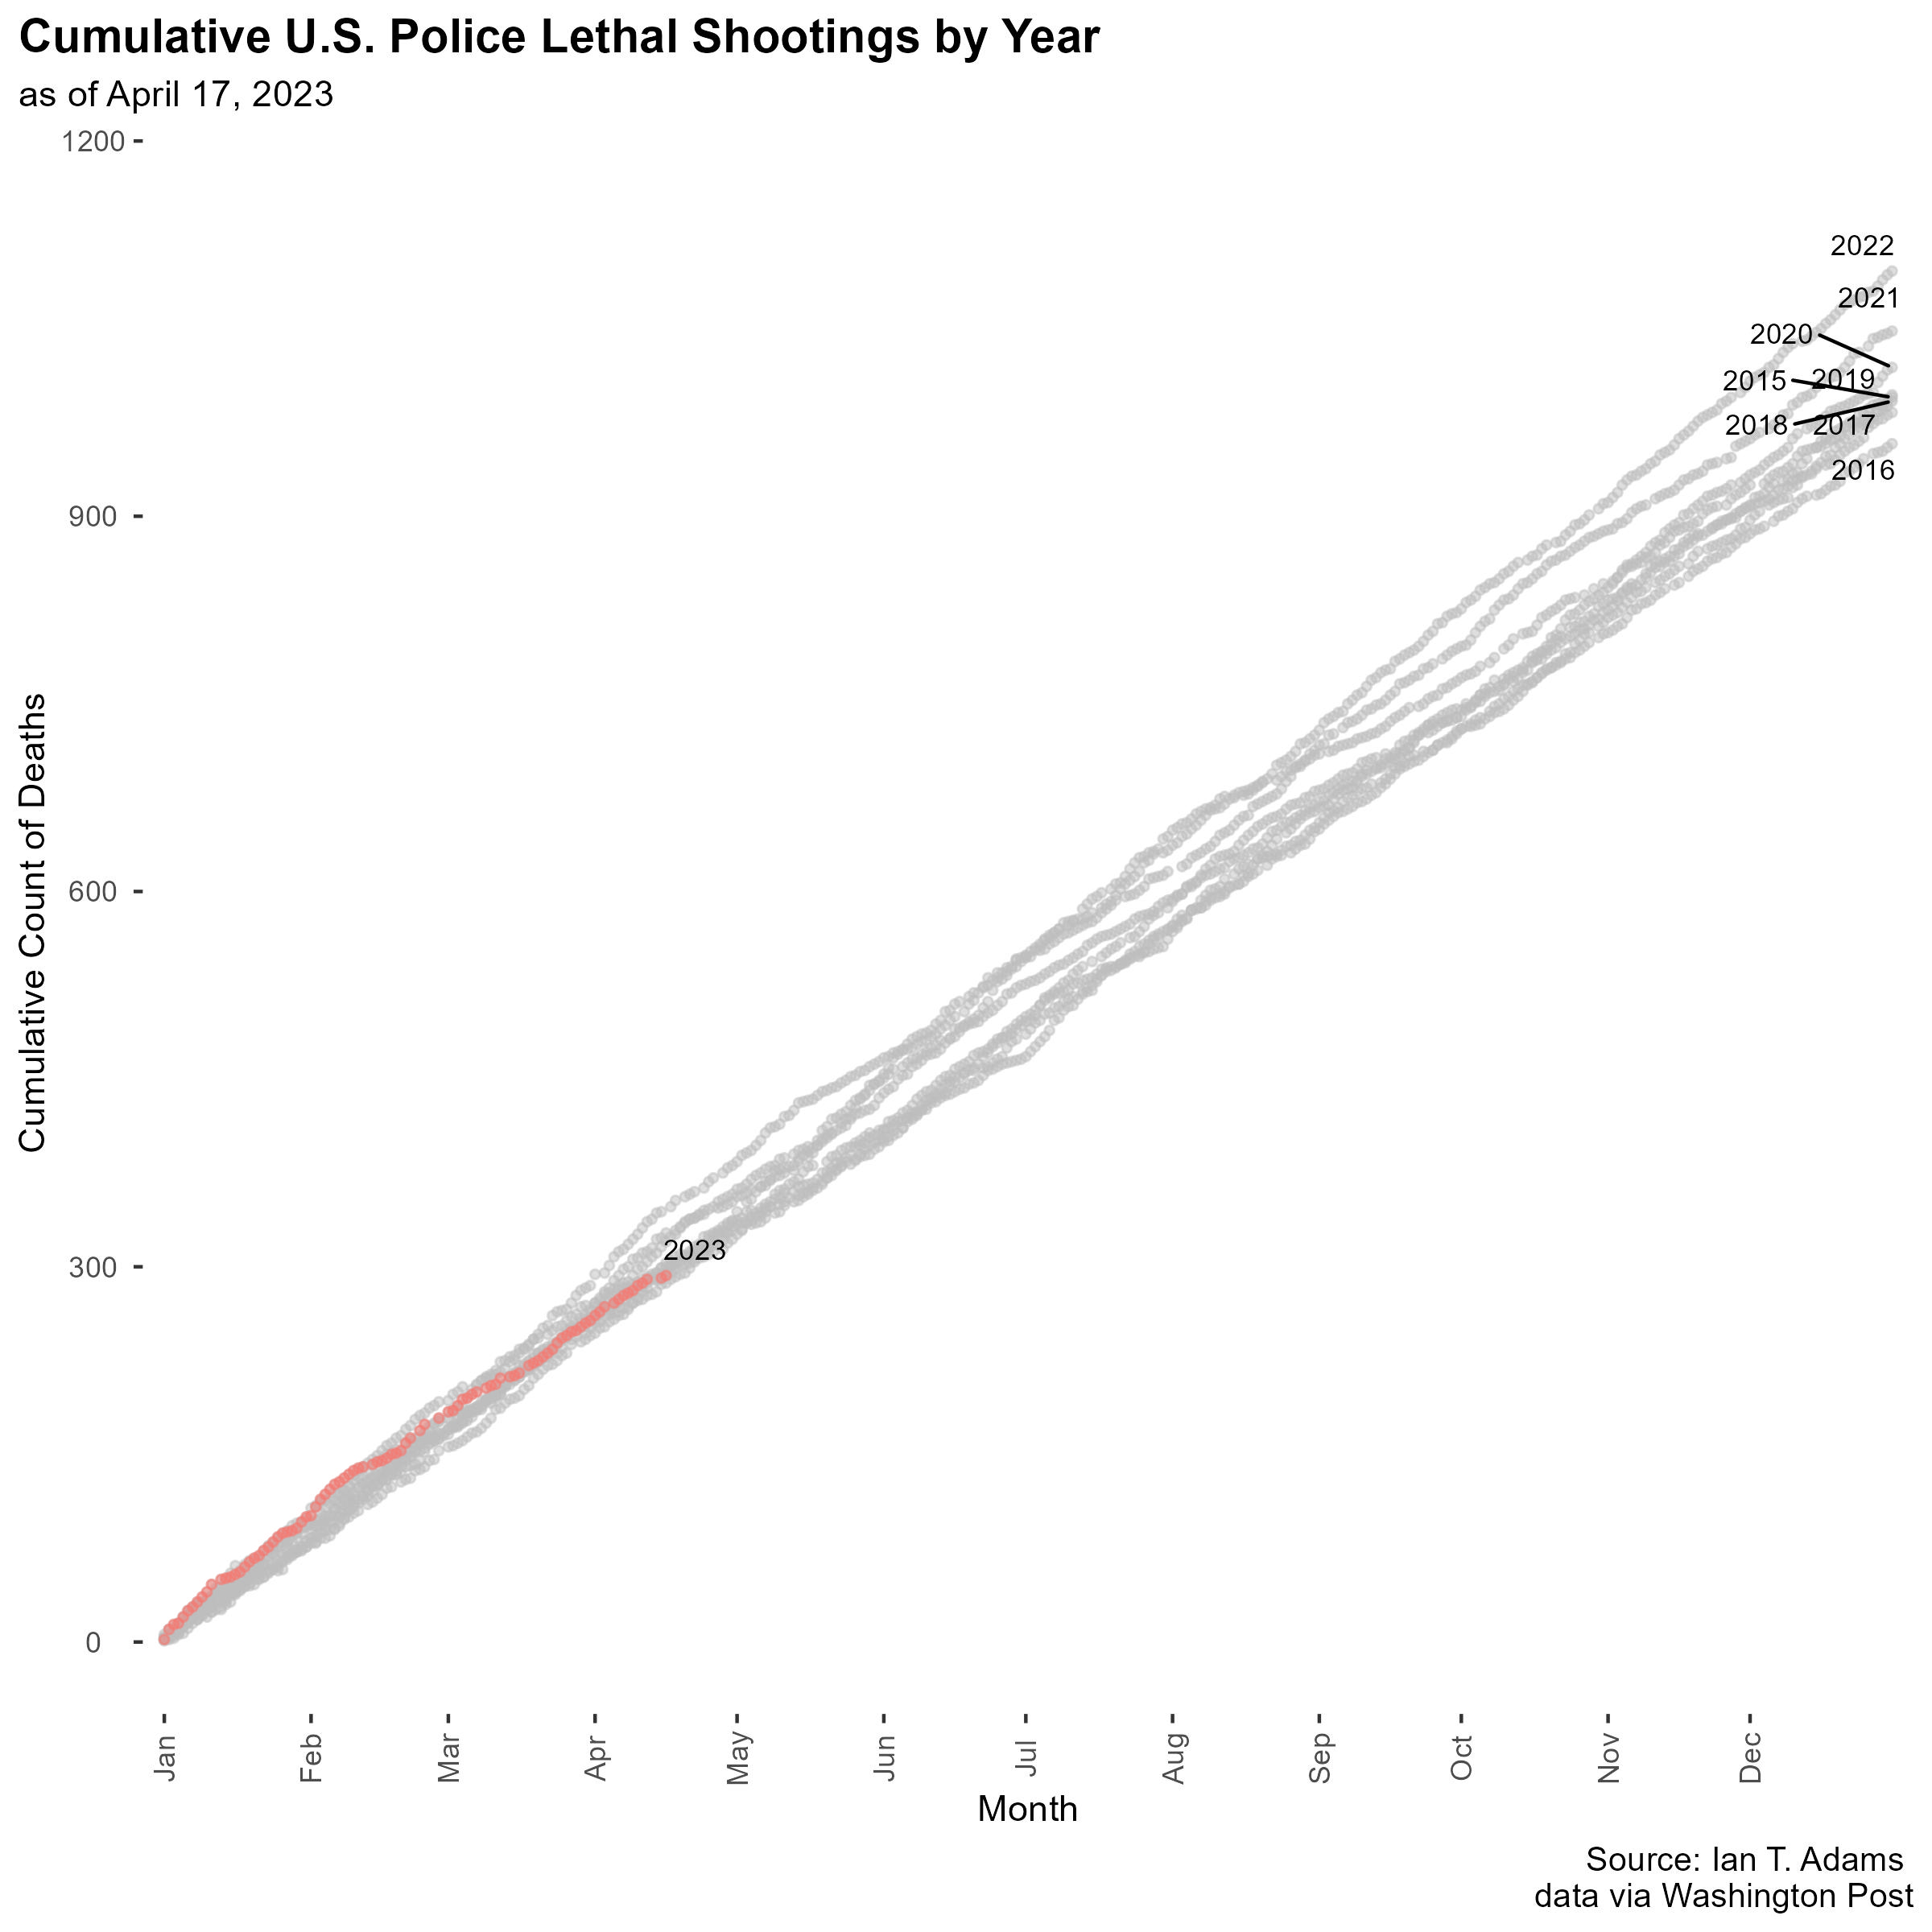 Cumulative U.S. Police Lethal Shootings by Year
as of April 17, 2023
1200
2022
2021
2020
2015 2019
2018 2017
2016
900
Cumulative Count of Deaths
600
2023
300
0
Jan Feb Mar Apr May Jun Jul Aug Sep Oct Nov Dec
Month
Source: Ian T. Adams
data via Washington Post